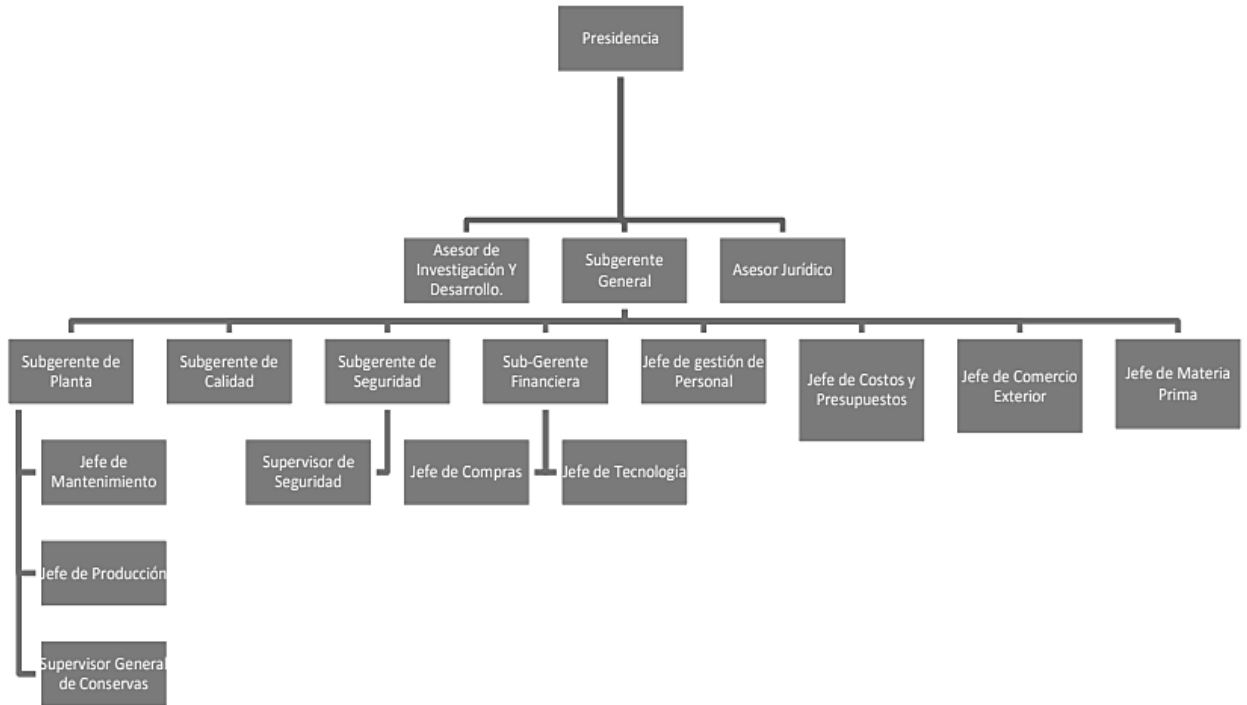 Presidencia
Asesor de
Investigación Y
Desarrollo.
Subgerente
General
Asesor Jurídico
Subgerente de
Planta
Subgerente de
Calidad
Subgerente de
Seguridad
Sub-Gerente
Financiera
Jefe de gestión de
Personal
Jefe de Costos y
Presupuestos
Jefe de Comercio
Exterior
Jefe de Materia
Prima
Jefe de
Mantenimiento
Supervisor de
Seguridad
Jefe de Compras
Jefe de Tecnología
Jefe de Producción
Supervisor General
de Conservas